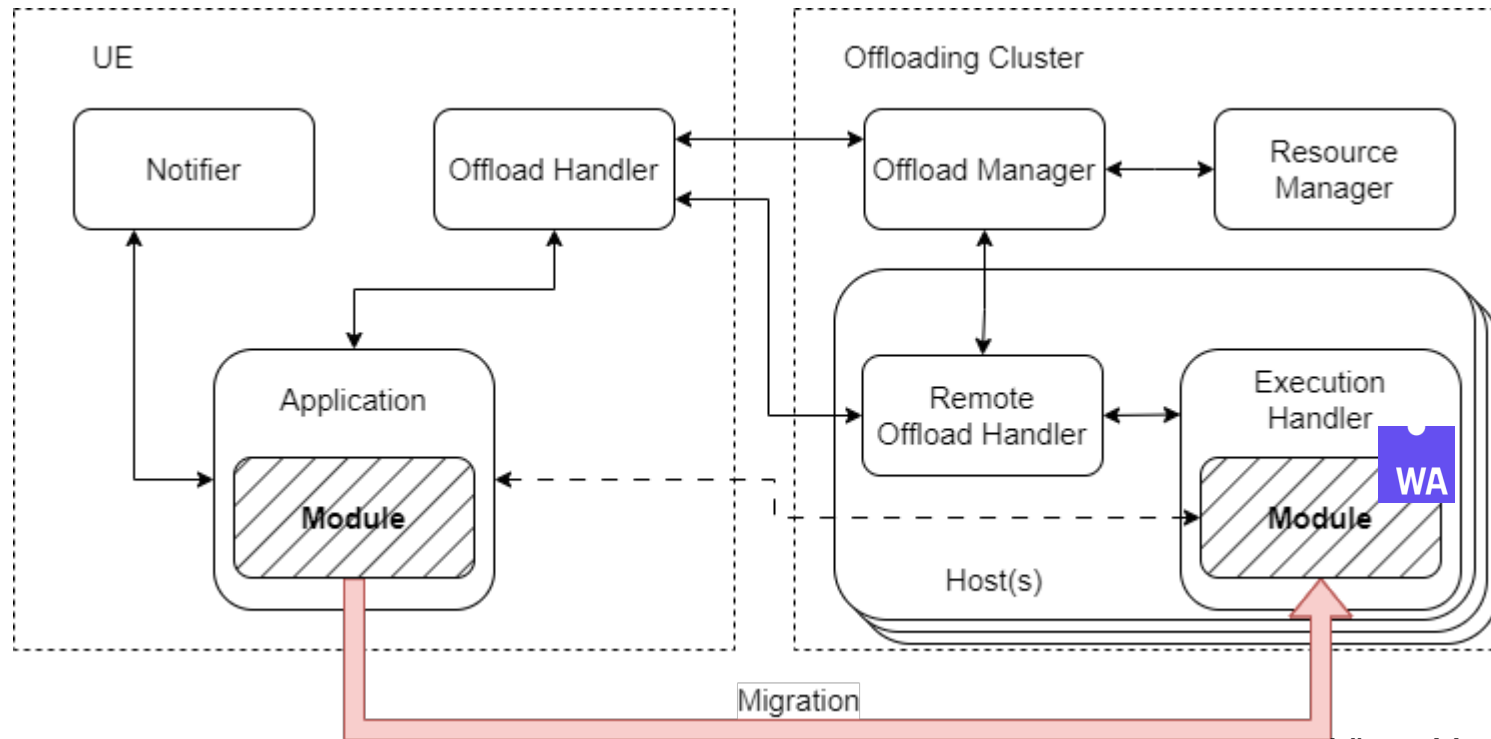 UE
Offloading Cluster
Notifier
Offload Handler
Offload Manager
Resource
Manager
Application
Module
Remote
Offload Handler
Execution
Handler
WA
Module
Host(s)
Migration